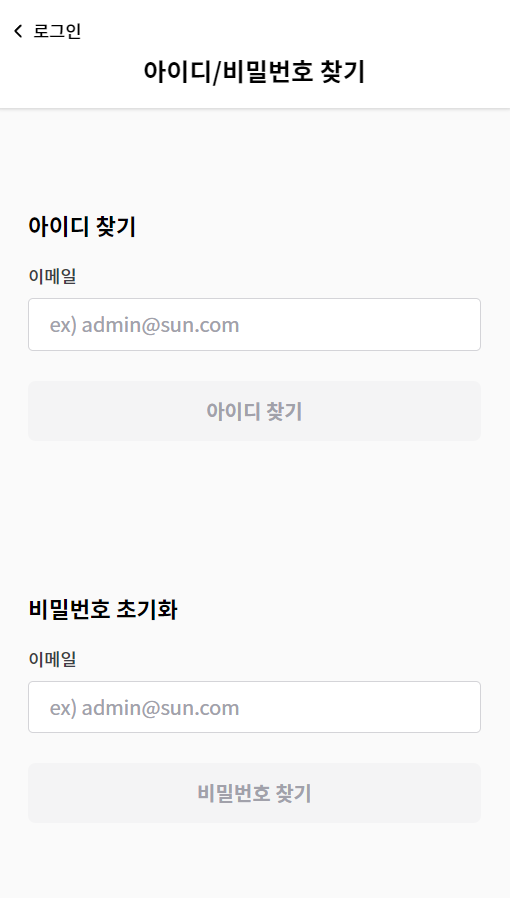 로그인
아이디/비밀번호 찾기
아이디 찾기
이메일
ex) admin@sun.com
아이디 찾기
비밀번호 초기화
이메일
ex) admin@sun.com
비밀번호 찾기